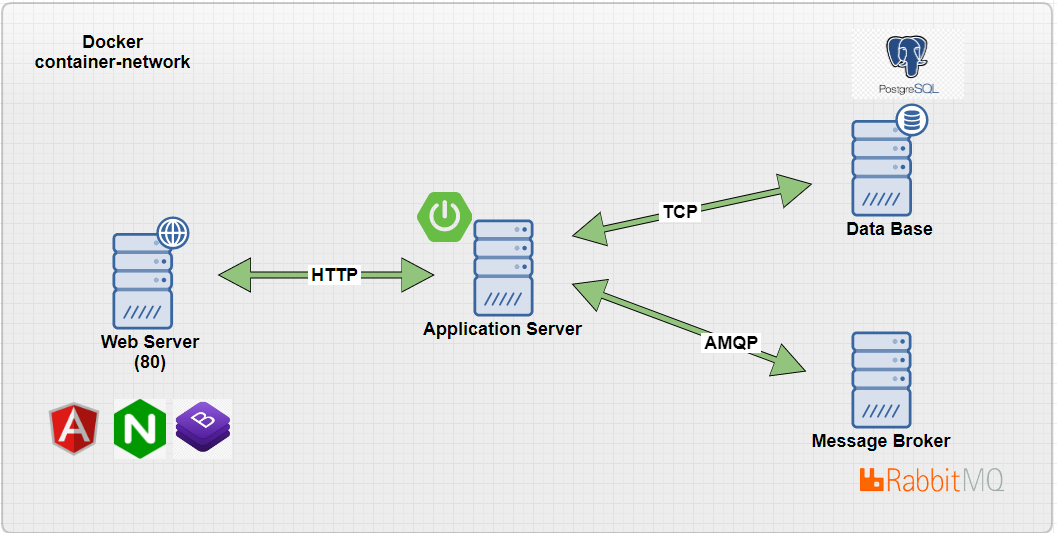 Docker
container-network
PostgreSQL
Data Base
TCP
HTTP
Application Server
Web Server
(80)
AMQP
Message Broker
A
N
B
RabbitMQ